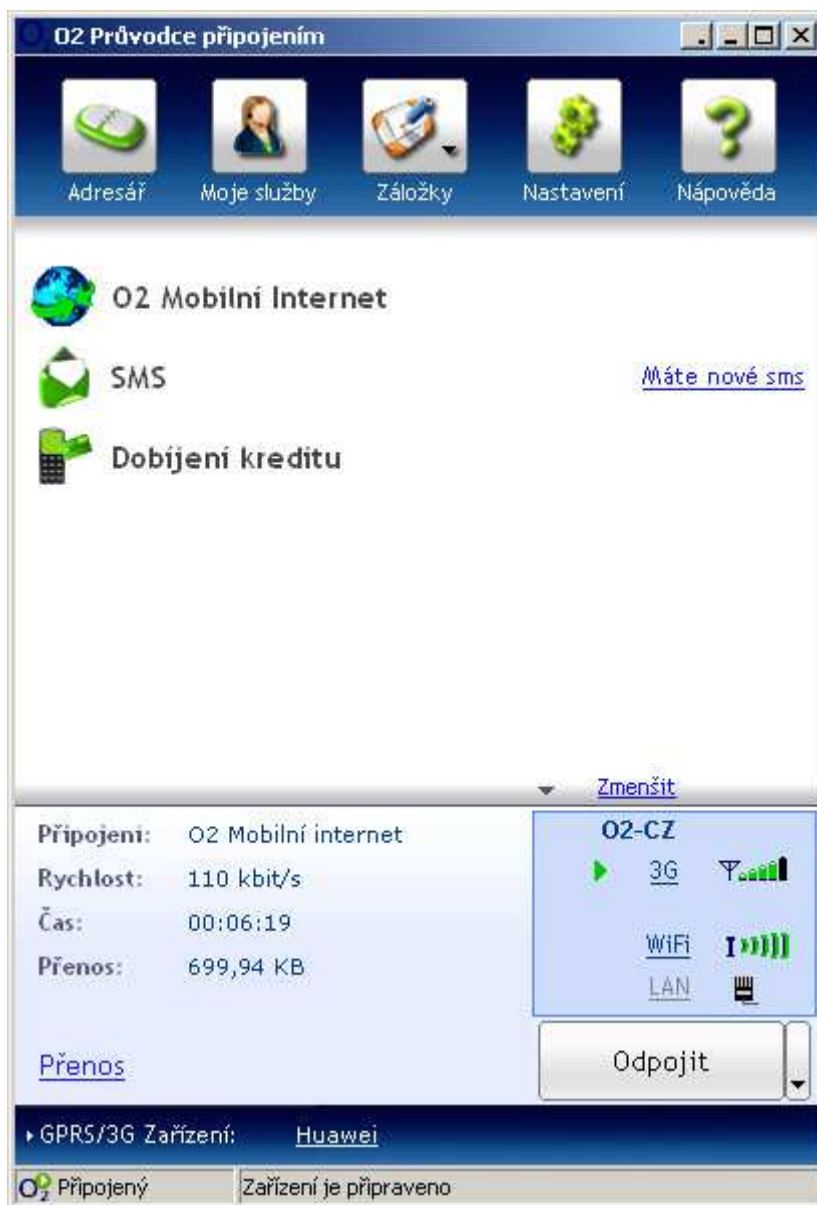 O2 Průvodce připojením
Adresář Moje služby Záložky Nastavení Nápověda
O2 Mobilní Internet
SMS Máte nové sms
Dobíjení kreditu
Zmenšit
Připojení: O2 Mobilní internet
Rychlost: 110 kbit/s
Čas: 00:06:19
Přenos: 699,94 KB
O2-CZ
3G
WiFi
LAN
Přenos
Odpojit
GPRS/3G Zařízení: Huawei
O2 Připojený Zařízení je připraveno